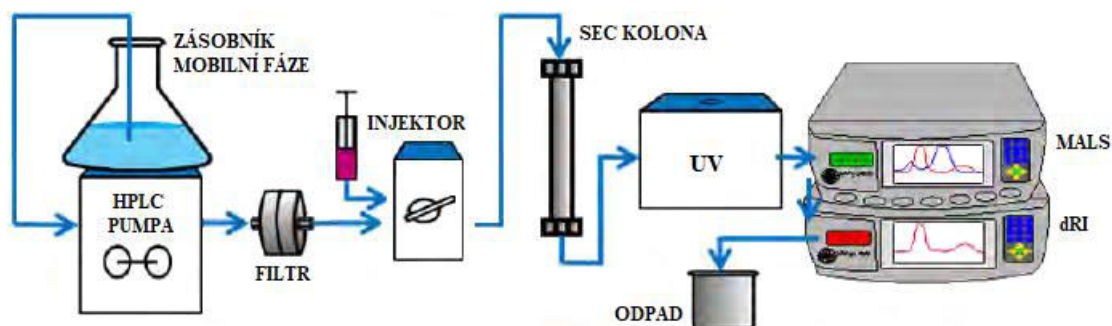 ZÁSOBNÍK
MOBILNÍ FÁZE
HPLC
PUMPA
FILTR
INJEKTOR
SEC KOLONA
UV
MALS
dRI
ODPAD